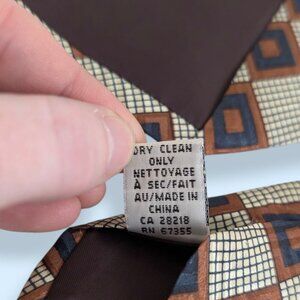 DRY CLEAN
ONLY
NETTOYAGE
À SEC/FAIT
AU/MADE IN
CHINA
CA 28218
RN 67355